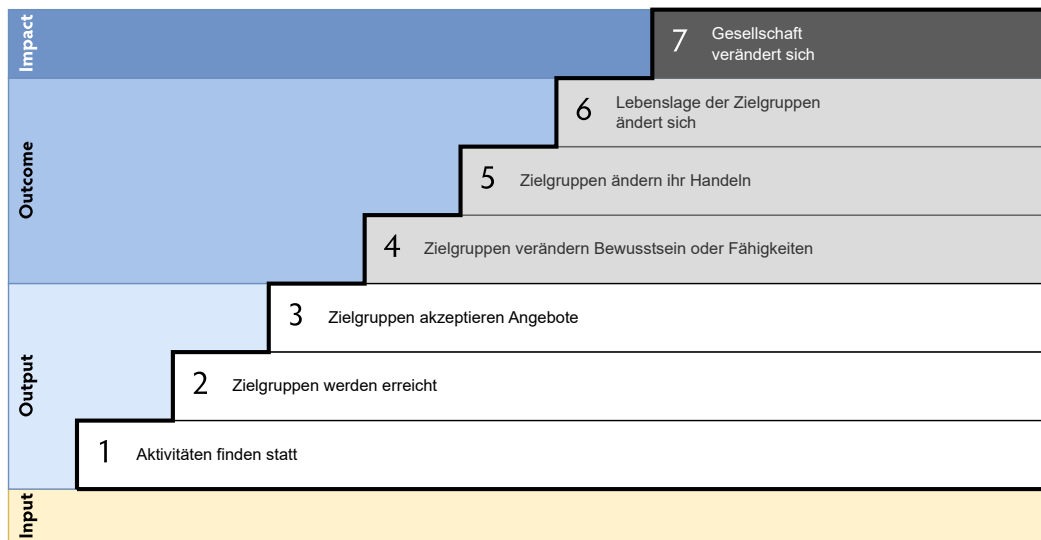 Impact
7
Gesellschaft
verändert sich
Outcome
6
Lebenslage der Zielgruppen
ändert sich
5
Zielgruppen ändern ihr Handeln
4
Zielgruppen verändern Bewusstsein oder Fähigkeiten
Output
3
Zielgruppen akzeptieren Angebote
2
Zielgruppen werden erreicht
1
Aktivitäten finden statt
Input